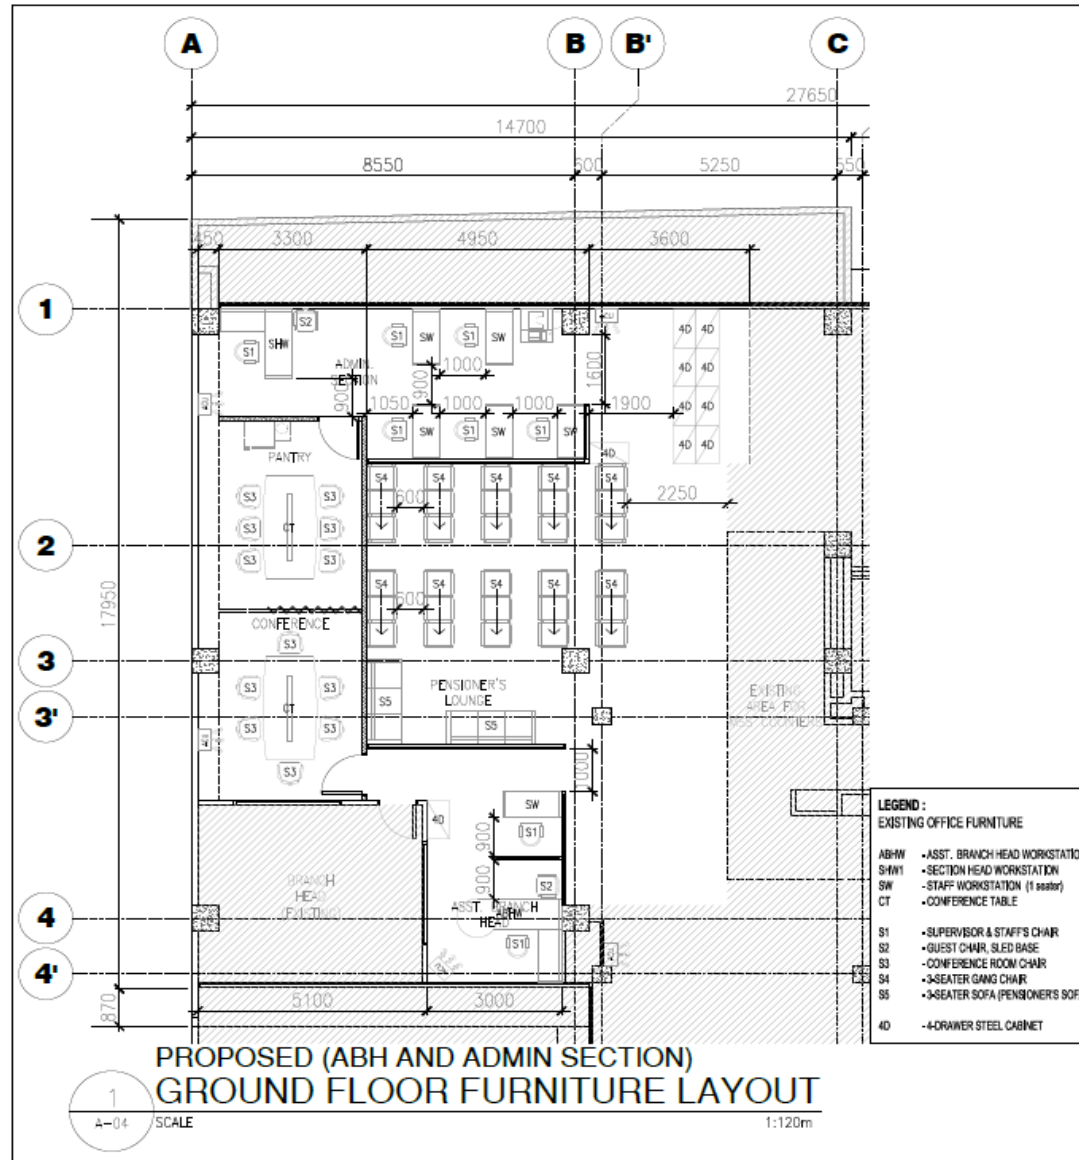 A B B' C
27650
14700
8550 600 5250 550
450 3300 4950 3600
1
S2 4D 4D
S1 SHW S1 SW S1 SW
ADMIN.
SECTION
1000 4D 4D
900 900 1600
1050 1000 1000 1900 4D 4D
S1 SW S1 SW S1 SW 4D 4D
4D
PANTRY
S4 S4 S4 S4 S4
S3 S3 600 2250
S3 CT S3
2
S3 S3
17950
S4 S4 S4 S4 S4
600
CONFERENCE
S3
3
S3 S3 PENSIONER'S
LOUNGE
S5 S5
EXISTING
AREA FOR
CT
3'
S3 S3
S3
1000
LEGEND :
EXISTING OFFICE FURNITURE
ABHW - ASST. BRANCH HEAD WORKSTATIO
SHW1 - SECTION HEAD WORKSTATION
SW - STAFF WORKSTATION (1 seater)
CT - CONFERENCE TABLE
S1 - SUPERVISOR & STAFF'S CHAIR
S2 - GUEST CHAIR, SLED BASE
S3 - CONFERENCE ROOM CHAIR
S4 - 3-SEATER GANG CHAIR
S5 - 3-SEATER SOFA (PENSIONER'S SOF
4D - 4-DRAWER STEEL CABINET
SW
4D S1
900
BRANCH
HEAD
(EXISTING)
900 S2
4
ASST. BRANCH
HEAD
ABHW
S1
4'
870 5100 3000
PROPOSED (ABH AND ADMIN SECTION)
GROUND FLOOR FURNITURE LAYOUT
1
A-04 SCALE 1:120m